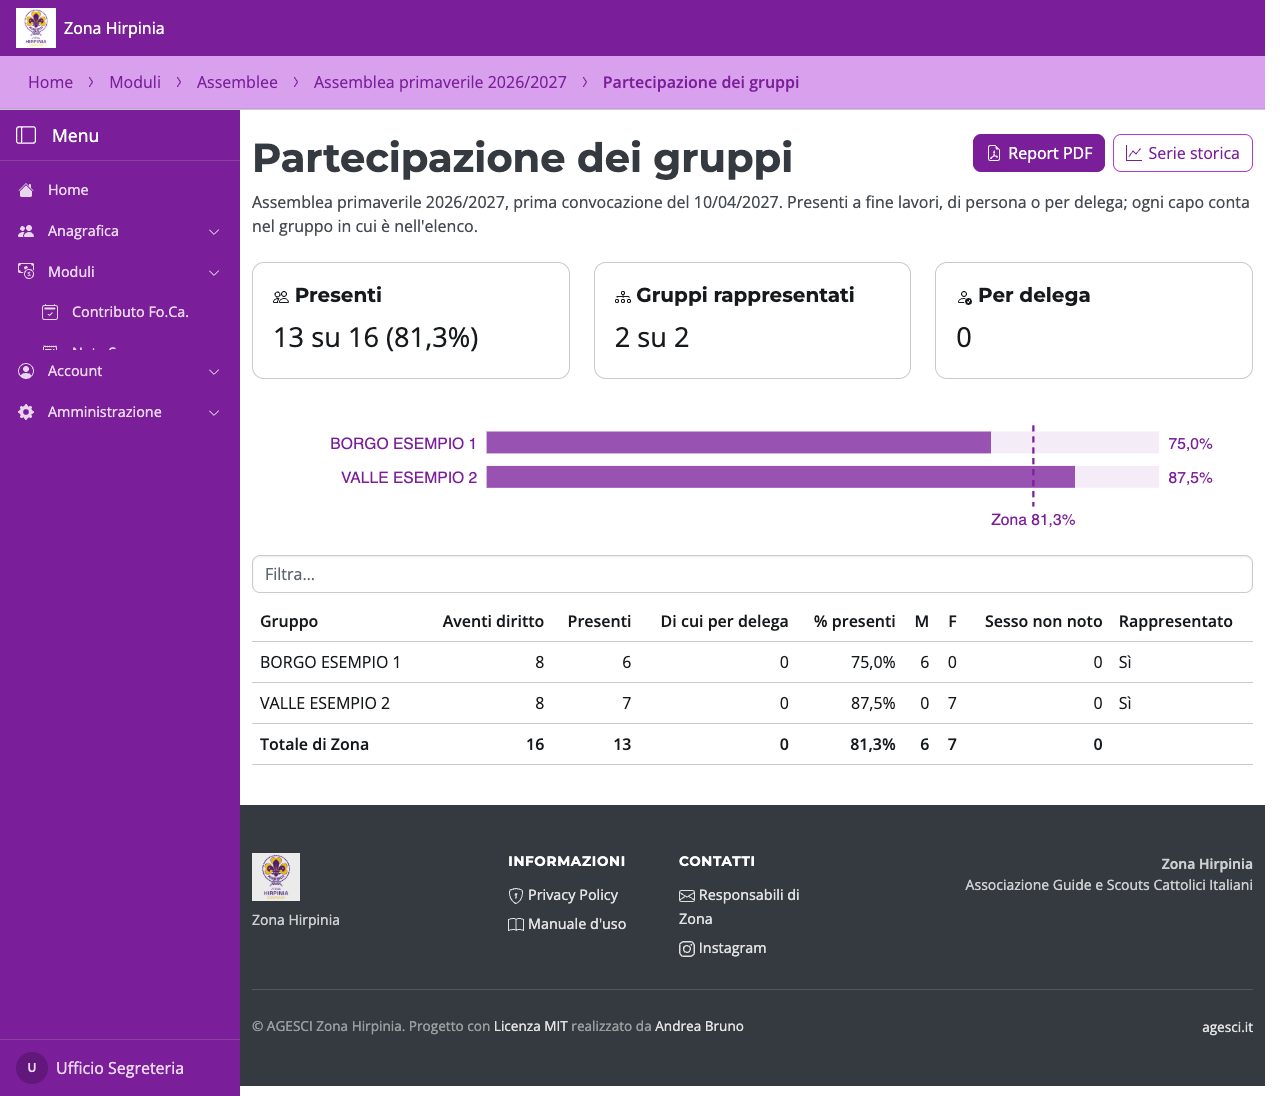 Zona Hirpinia
Home
Moduli
Assemblee
Assemblea primaverile 2026/2027
Partecipazione dei gruppi
Menu
Home
Anagrafica
Moduli
Contributo Fo.Ca.
Account
Amministrazione
Ufficio Segreteria
U
Partecipazione dei gruppi
Report PDF
Serie storica
Assemblea primaverile 2026/2027, prima convocazione del 10/04/2027. Presenti a fine lavori, di persona o per delega; ogni capo conta
nel gruppo in cui è nell'elenco.
Presenti
13 su 16 (81,3%)
Gruppi rappresentati
2 su 2
Per delega
0
BORGO ESEMPIO 1 75,0%
VALLE ESEMPIO 2 87,5%
Zona 81,3%
Filtra...
Gruppo Aventi diritto Presenti Di cui per delega % presenti M F Sesso non noto Rappresentato
BORGO ESEMPIO 1 8 6 0 75,0% 6 0 0 Sì
VALLE ESEMPIO 2 8 7 0 87,5% 0 7 0 Sì
Totale di Zona 16 13 0 81,3% 6 7 0
HIRPINIA
Zona Hirpinia
INFORMAZIONI
Privacy Policy
Manuale d'uso
CONTATTI
Responsabili di
Zona
Instagram
Zona Hirpinia
Associazione Guide e Scouts Cattolici Italiani
© AGESCI Zona Hirpinia. Progetto con Licenza MIT realizzato da Andrea Bruno
agesci.it